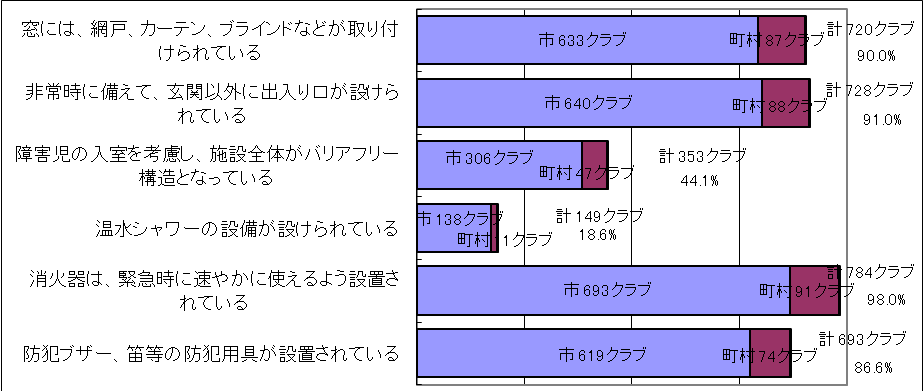 窓には、網戸、カーテン、ブラインドなどが取り付
けられている
市 633クラブ
町村 87クラブ
計 720クラブ
90.0%
非常時に備えて、玄関以外に出入り口が設けら
れている
市 640クラブ
町村 88クラブ
計 728クラブ
91.0%
障害児の入室を考慮し、施設全体がバリアフリー
構造となっている
市 306クラブ
町村 47クラブ
計 353クラブ
44.1%
温水シャワーの設備が設けられている
市 138クラブ
町村 11クラブ
計 149クラブ
18.6%
消火器は、緊急時に速やかに使えるよう設置さ
れている
市 693クラブ
町村 91クラブ
計 784クラブ
98.0%
防犯ブザー、笛等の防犯用具が設置されている
市 619クラブ
町村 74クラブ
計 693クラブ
86.6%